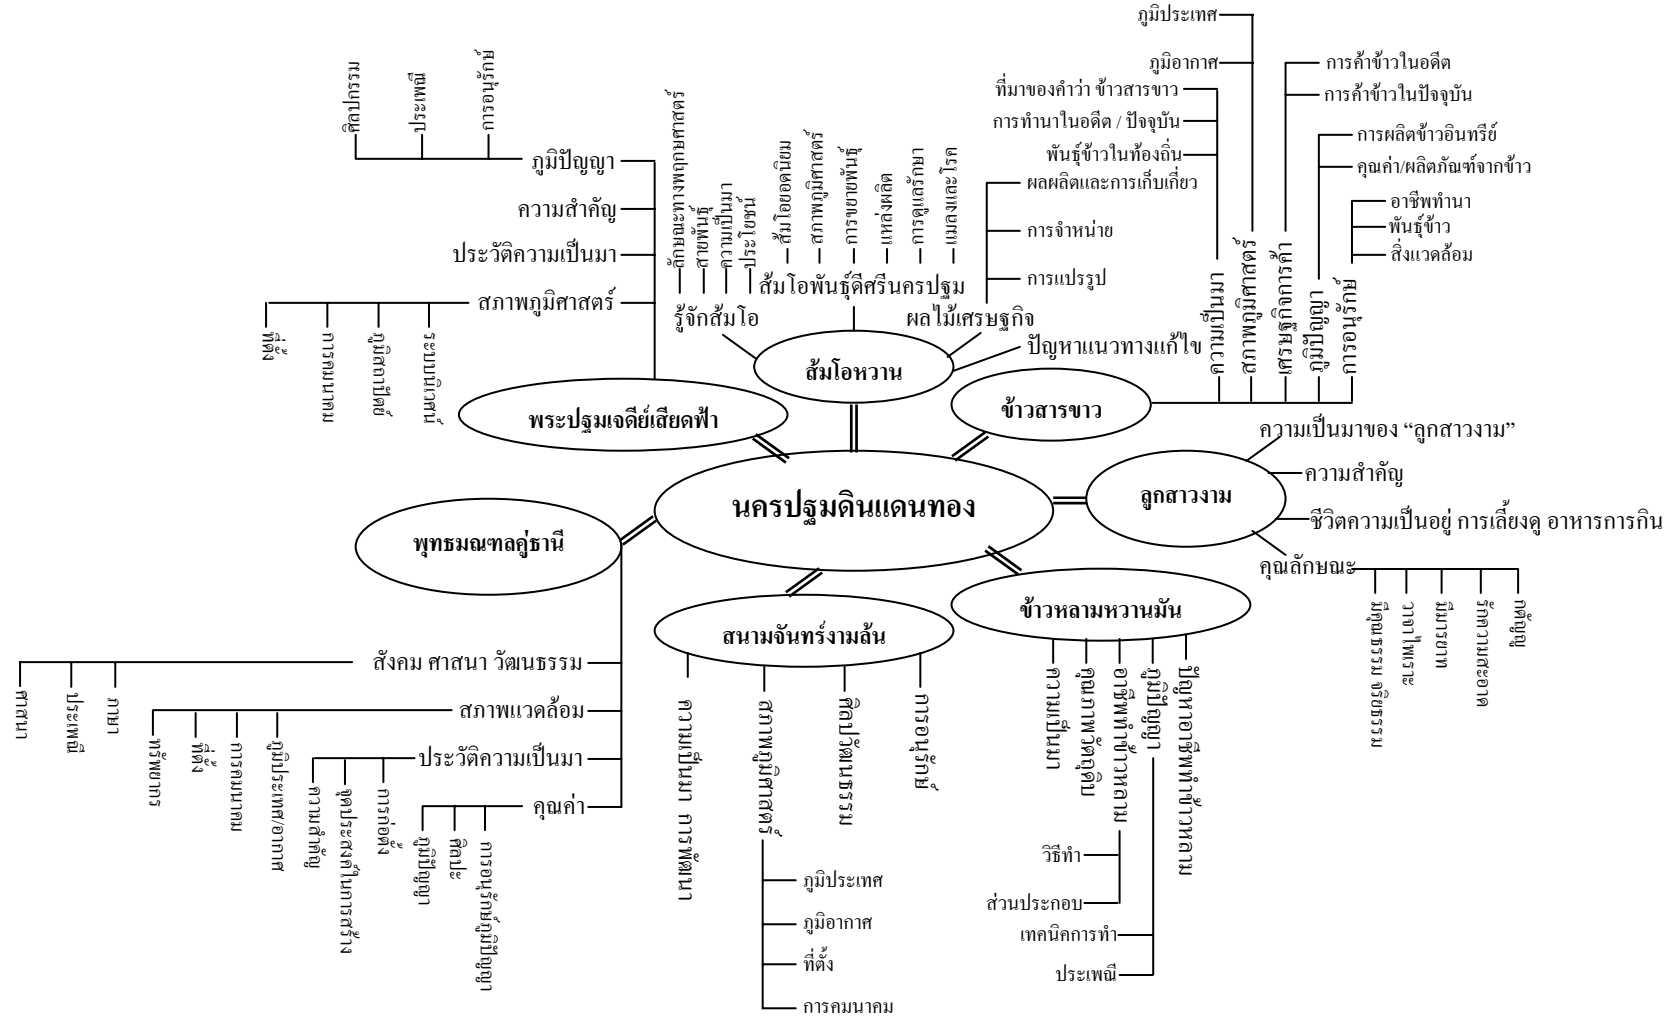 นครปฐมดินแดนทอง
พระปฐมเจดีย์เสียดฟ้า
ภูมิปัญญา
ศิลปกรรม
ประเพณี
การอนุรักษ์
ความสำคัญ
ประวัติความเป็นมา
สภาพภูมิศาสตร์
ที่ตั้ง
การคมนาคม
ภูมิสถาปัตย์
ระบบนิเวศน์
ส้มโอหวาน
รู้จักส้มโอ
ลักษณะทางพฤกษศาสตร์
สายพันธุ์
ความเป็นมา
ประโยชน์
ส้มโอพันธุ์ดีศรีนครปฐม
ส้มโอยอดนิยม
สภาพภูมิศาสตร์
การขยายพันธุ์
แหล่งผลิต
การดูแลรักษา
แมลงและโรค
ผลไม้เศรษฐกิจ
ผลผลิตและการเก็บเกี่ยว
การจำหน่าย
การแปรรูป
ปัญหาแนวทางแก้ไข
ข้าวสารขาว
ความเป็นมา
ที่มาของคำว่า ข้าวสารขาว
การทำนาในอดีต / ปัจจุบัน
พันธุ์ข้าวในท้องถิ่น
สภาพภูมิศาสตร์
ภูมิประเทศ
ภูมิอากาศ
เศรษฐกิจการค้า
การค้าข้าวในอดีต
การค้าข้าวในปัจจุบัน
ภูมิปัญญา
การผลิตข้าวอินทรีย์
คุณค่า/ผลิตภัณฑ์จากข้าว
การอนุรักษ์
อาชีพทำนา
พันธุ์ข้าว
สิ่งแวดล้อม
ลูกสาวงาม
ความเป็นมาของ “ลูกสาวงาม”
ความสำคัญ
ชีวิตความเป็นอยู่ การเลี้ยงดู อาหารการกิน
คุณลักษณะ
มีคุณธรรม จริยธรรม
วาจาไพเราะ
มีมารยาท
รักความสะอาด
กตัญญู
ข้าวหลามหวานมัน
ความเป็นมา
คุณภาพวัตถุดิบ
อาชีพทำข้าวหลาม
วิธีทำ
ส่วนประกอบ
ภูมิปัญญา
เทคนิคการทำ
ประเพณี
ปัญหาอาชีพทำข้าวหลาม
สนามจันทร์งามล้น
ความเป็นมา การพัฒนา
สภาพภูมิศาสตร์
ภูมิประเทศ
ภูมิอากาศ
ที่ตั้ง
การคมนาคม
ศิลปวัฒนธรรม
การอนุรักษ์
พุทธมณฑลคู่ธานี
สังคม ศาสนา วัฒนธรรม
ศาสนา
ประเพณี
ภาษา
สภาพแวดล้อม
ทรัพยากร
ที่ตั้ง
การคมนาคม
ภูมิประเทศ/อากาศ
ประวัติความเป็นมา
ความสำคัญ
จุดประสงค์ในการสร้าง
การก่อตั้ง
คุณค่า
ภูมิปัญญา
ศิลปะ
การอนุรักษ์ภูมิปัญญา